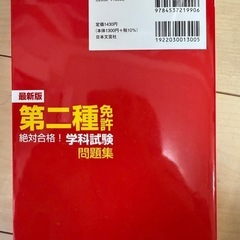 9784537219906
定価1430円
(本体1300円+税10%)
日本文芸社
1922030013005
最新版
第二種免許
絶対合格!学科試験
問題集